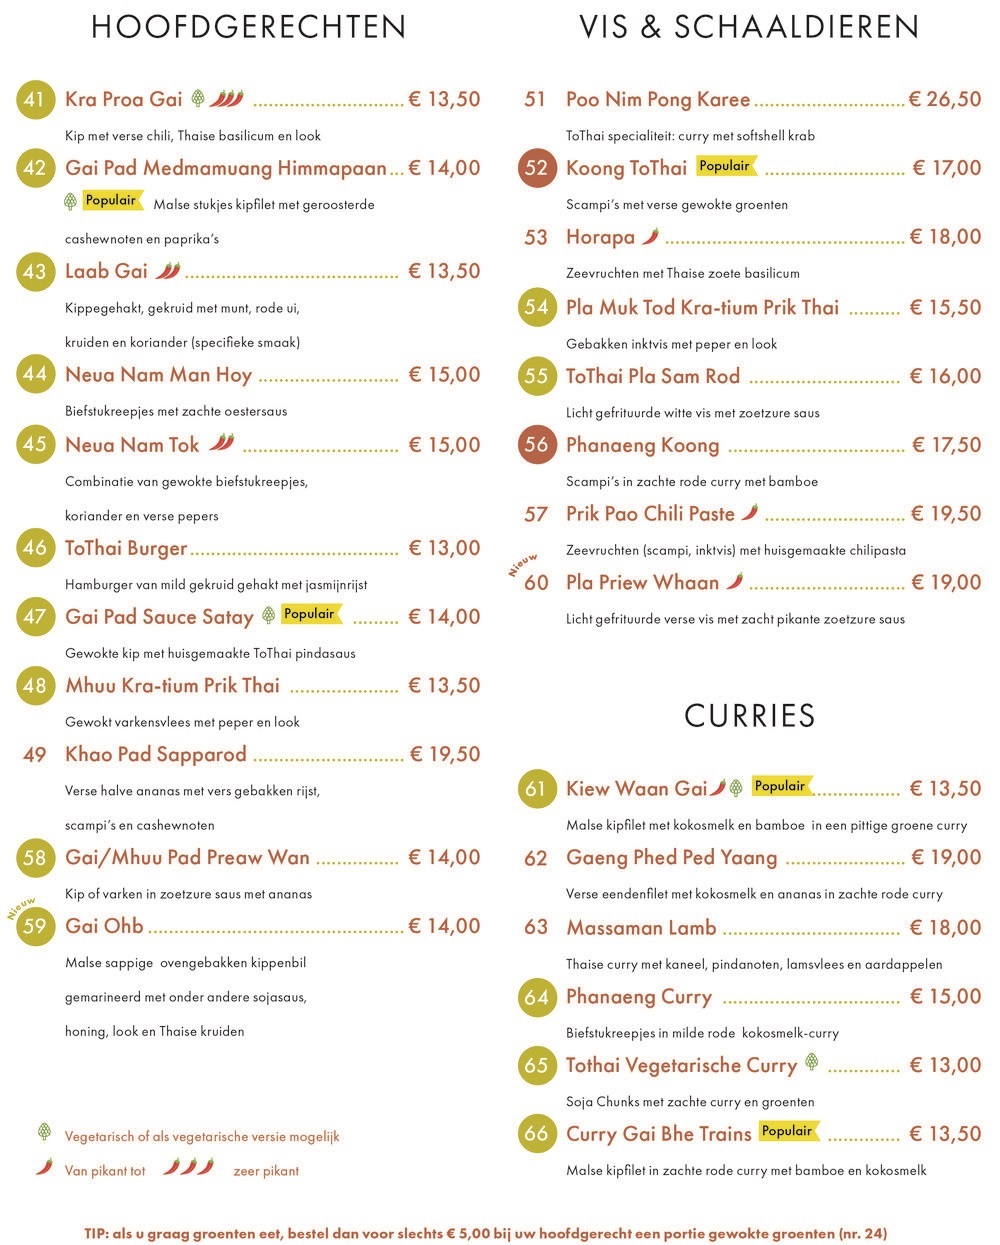 HOOFDGERECHTEN
41 Kra Proa Gai € 13,50
Kip met verse chili, Thaise basilicum en look
42 Gai Pad Medmamuang Himmapaan... € 14,00
Populair Malse stukjes kipfilet met geroosterde
cashewnoten en paprika's
43 Laab Gai € 13,50
Kippegehakt, gekruid met munt, rode ui,
kruiden en koriander (specifieke smaak)
44 Neua Nam Man Hoy € 15,00
Biefstukreepjes met zachte oestersaus
45 Neua Nam Tok € 15,00
Combinatie van gewokte biefstukreepjes,
koriander en verse pepers
46 ToThai Burger € 13,00
Hamburger van mild gekruid gehakt met jasmijnrijst
47 Gai Pad Sauce Satay Populair € 14,00
Gewokte kip met huisgemaakte ToThai pindasaus
48 Mhuu Kra-tium Prik Thai € 13,50
Gewokt varkensvlees met peper en look
49 Khao Pad Sapparod € 19,50
Verse halve ananas met vers gebakken rijst,
scampi's en cashewnoten
58 Gai/Mhuu Pad Preaw Wan € 14,00
Kip of varken in zoetzure saus met ananas
Nieuw
59 Gai Ohb € 14,00
Malse sappige ovengebakken kippenbil
gemarineerd met onder andere sojasaus,
honing, look en Thaise kruiden
Vegetarisch of als vegetarische versie mogelijk
Van pikant tot zeer pikant
VIS & SCHAALDIEREN
51 Poo Nim Pong Karee € 26,50
ToThai specialiteit: curry met softshell krab
52 Koong ToThai Populair € 17,00
Scampi's met verse gewokte groenten
53 Horapa € 18,00
Zeevruchten met Thaise zoete basilicum
54 Pla Muk Tod Kra-tium Prik Thai € 15,50
Gebakken inktvis met peper en look
55 ToThai Pla Sam Rod € 16,00
Licht gefrituurde witte vis met zoetzure saus
56 Phanaeng Koong € 17,50
Scampi's in zachte rode curry met bamboe
57 Prik Pao Chili Paste € 19,50
Zeevruchten (scampi, inktvis) met huisgemaakte chilipasta
Nieuw
60 Pla Priew Whaan € 19,00
Licht gefrituurde verse vis met zacht pikante zoetzure saus
CURRIES
61 Kiew Waan Gai Populair € 13,50
Malse kipfilet met kokosmelk en bamboe in een pittige groene curry
62 Gaeng Phed Ped Yaang € 19,00
Verse eendenfilet met kokosmelk en ananas in zachte rode curry
63 Massaman Lamb € 18,00
Thaise curry met kaneel, pindanoten, lamsvlees en aardappelen
64 Phanaeng Curry € 15,00
Biefstukreepjes in milde rode kokosmelk-curry
65 Tothai Vegetarische Curry € 13,00
Soja Chunks met zachte curry en groenten
66 Curry Gai Bhe Trains Populair € 13,50
Malse kipfilet in zachte rode curry met bamboe en kokosmelk
TIP: als u graag groenten eet, bestel dan voor slechts € 5,00 bij uw hoofdgerecht een portie gewokte groenten (nr. 24)